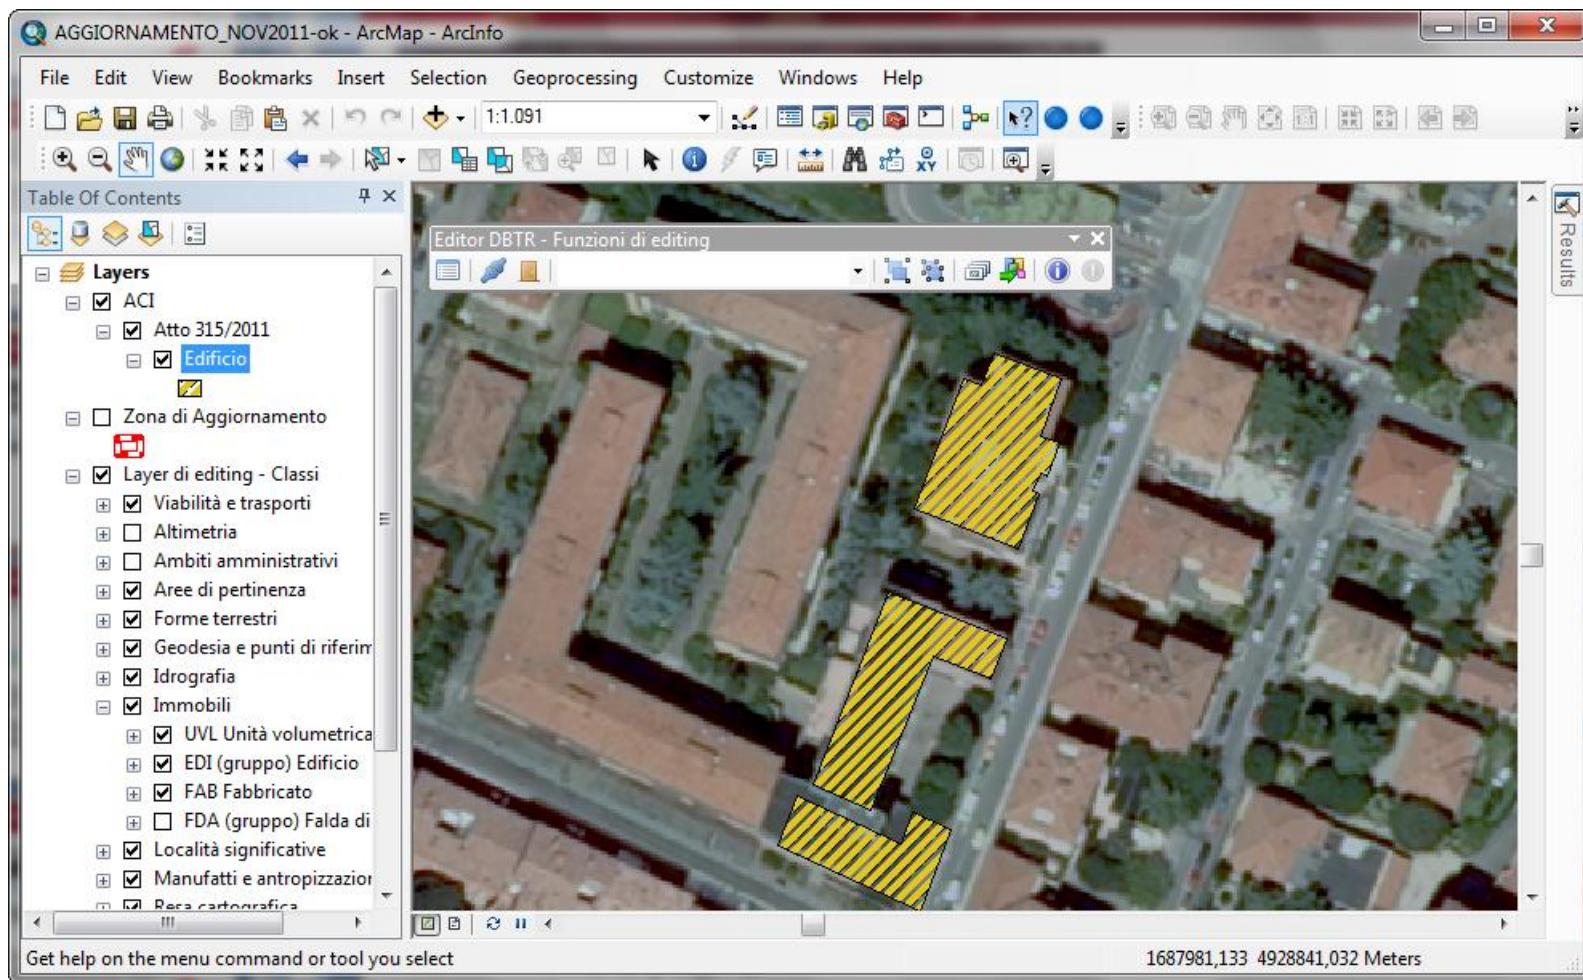 AGGIORNAMENTO_NOV2011-ok - ArcMap - ArcInfo
File Edit View Bookmarks Insert Selection Geoprocessing Customize Windows Help
1:1.091
Table Of Contents
Editor DBTR - Funzioni di editing
Results
Layers
ACI
Atto 315/2011
Edificio
Zona di Aggiornamento
Layer di editing - Classi
Viabilità e trasporti
Altimetria
Ambiti amministrativi
Aree di pertinenza
Forme terrestri
Geodesia e punti di riferim
Idrografia
Immobili
UVL Unità volumetrica
EDI (gruppo) Edificio
FAB Fabbricato
FDA (gruppo) Falda di
Località significative
Manufatti e antropizzazior
Resa cartografica
Get help on the menu command or tool you select
1687981,133 4928841,032 Meters